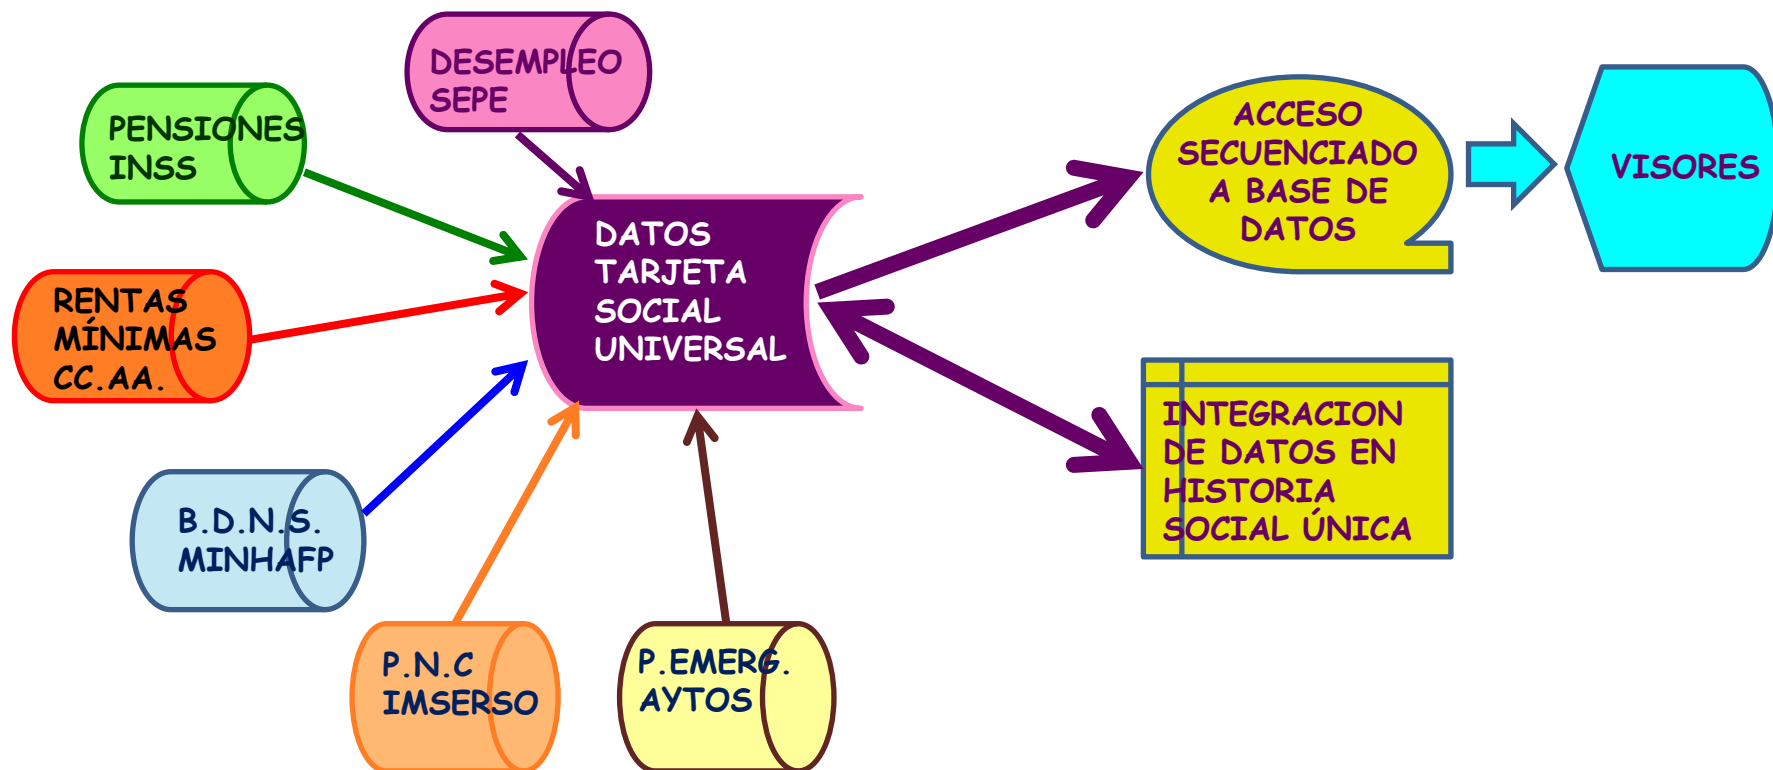 DESEMPLEO
SEPE
PENSIONES
INSS
RENTAS
MÍNIMAS
CC.AA.
B.D.N.S.
MINHAFP
P.N.C
IMSERSO
P.EMERG.
AYTOS
DATOS
TARJETA
SOCIAL
UNIVERSAL
ACCESO
SECUENCIADO
A BASE DE
DATOS
VISORES
INTEGRACION
DE DATOS EN
HISTORIA
SOCIAL ÚNICA